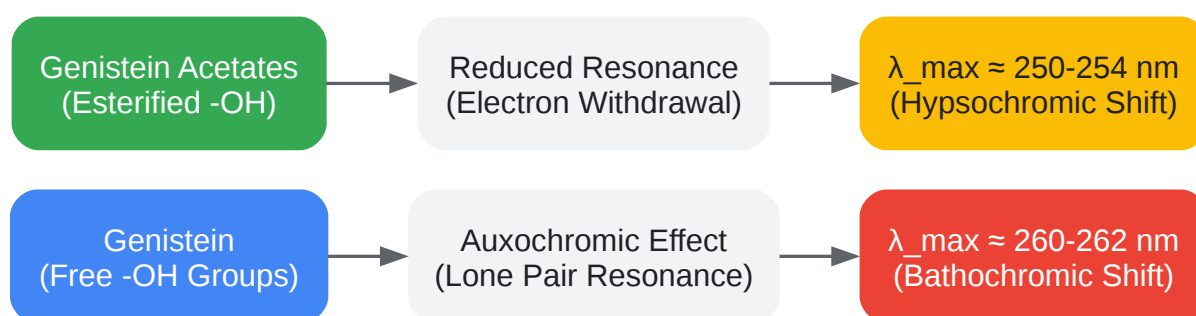 Genistein Acetates
(Esterified -OH)
Reduced Resonance
(Electron Withdrawal)
λ_max ≈ 250-254 nm
(Hypsochromic Shift)
Genistein
(Free -OH Groups)
Auxochromic Effect
(Lone Pair Resonance)
λ_max ≈ 260-262 nm
(Bathochromic Shift)